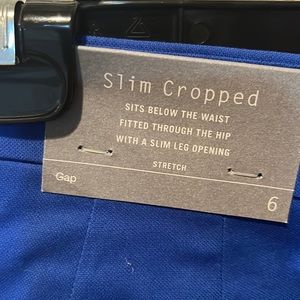 Slim Cropped
SITS BELOW THE WAIST
FITTED THROUGH THE HIP
WITH A SLIM LEG OPENING
STRETCH
Gap
6